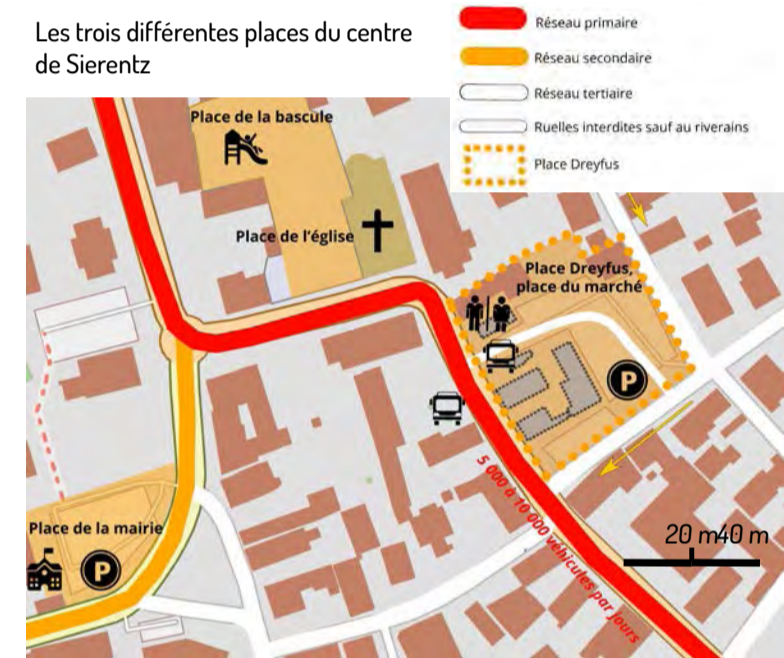 Les trois différentes places du centre
de Sierentz
Réseau primaire
Réseau secondaire
Réseau tertiaire
Ruelles interdites sauf au riverains
Place Dreyfus
Place de la bascule
Place de l'église
Place Dreyfus,
place du marché
P
5 000 à 10 000 véhicules par jours
Place de la mairie
P
20 m40 m